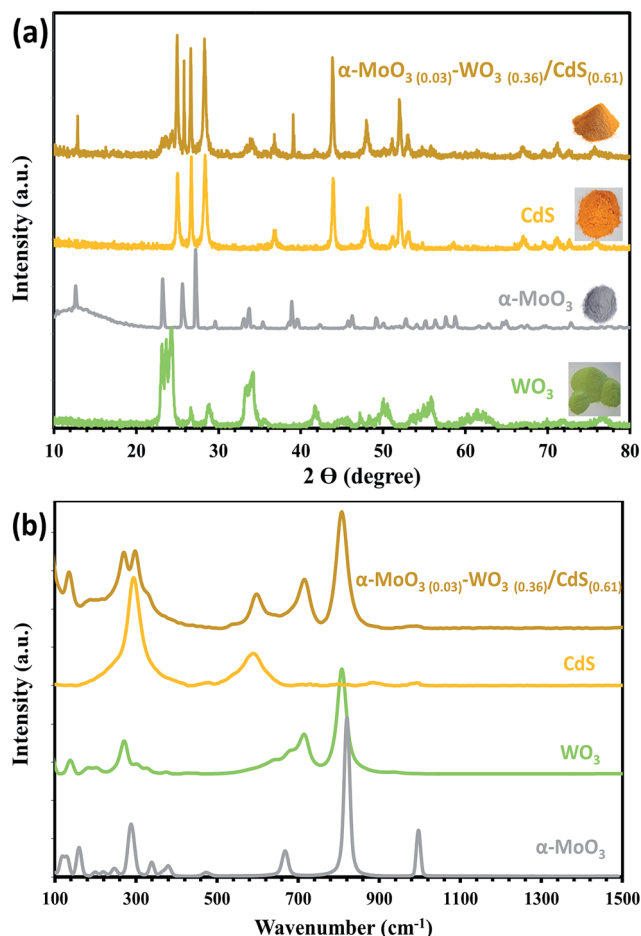 (a)
α-MoO₃ (0.03)-WO₃ (0.36)/CdS(0.61)
CdS
α-MoO₃
WO₃
Intensity (a.u.)
10 20 30 40 50 60 70 80
2 Θ (degree)
(b)
α-MoO₃ (0.03)-WO₃ (0.36)/CdS(0.61)
CdS
WO₃
α-MoO₃
Intensity (a.u.)
100 300 500 700 900 1100 1300 1500
Wavenumber (cm⁻¹)